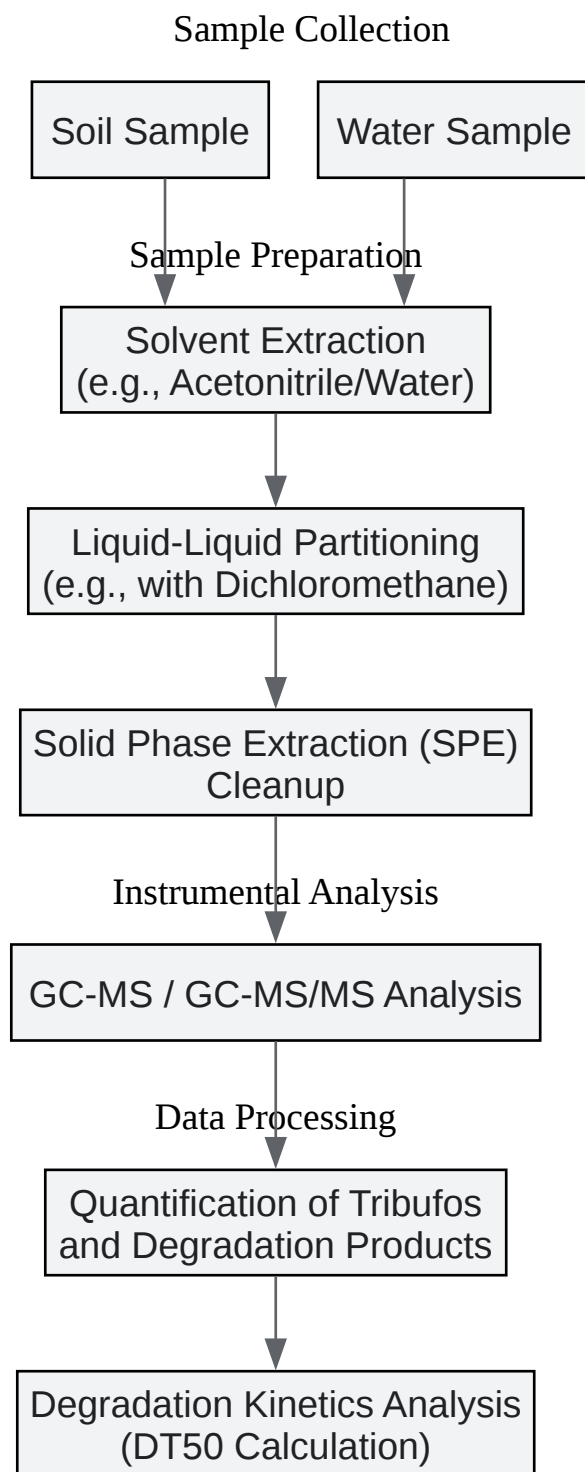 Sample Collection
Soil Sample
Water Sample
Sample Preparation
Solvent Extraction
(e.g., Acetonitrile/Water)
Liquid-Liquid Partitioning
(e.g., with Dichloromethane)
Solid Phase Extraction (SPE)
Cleanup
Instrumental Analysis
GC-MS / GC-MS/MS Analysis
Data Processing
Quantification of Tribufos
and Degradation Products
Degradation Kinetics Analysis
(DT50 Calculation)